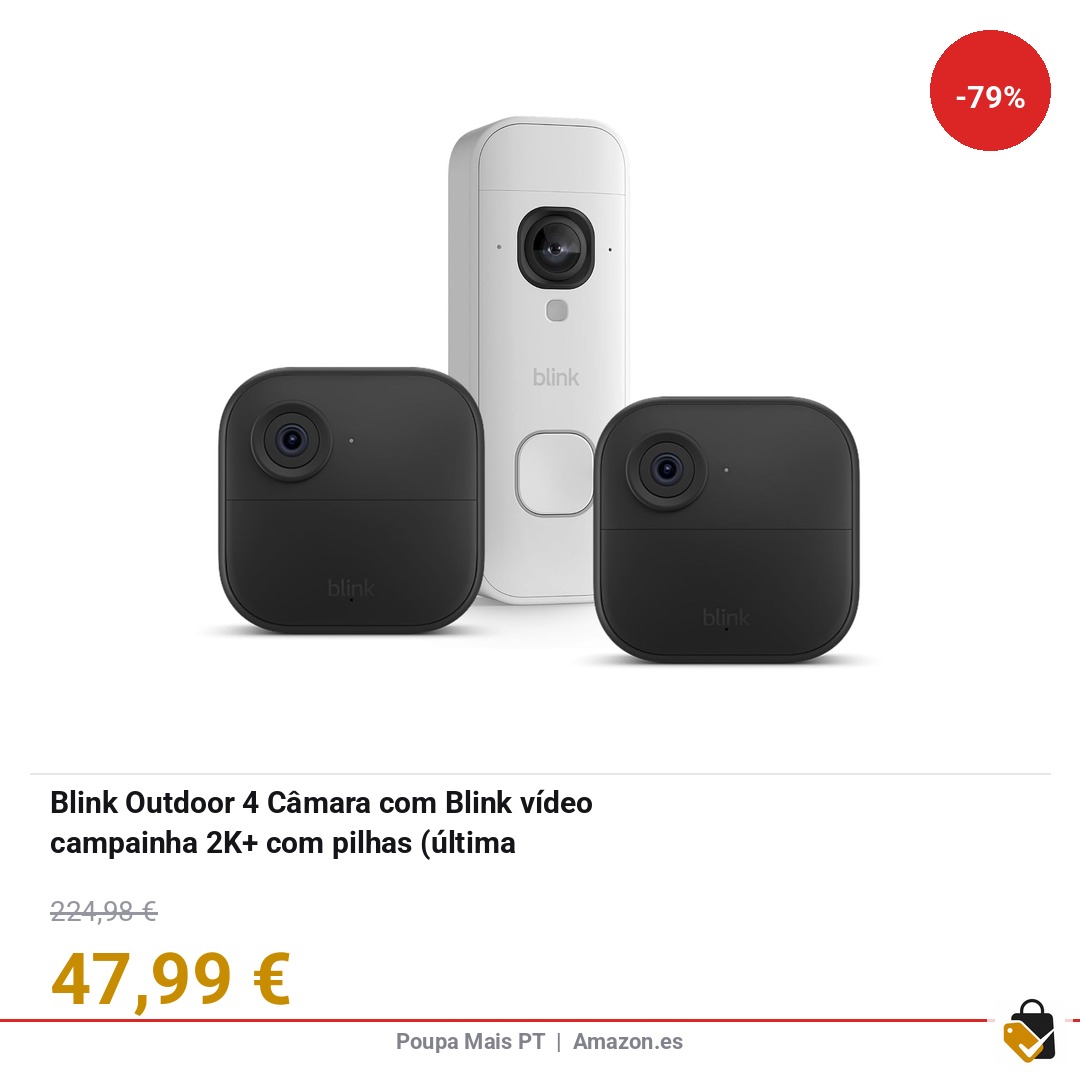 -79%
blink
blink
blink
Blink Outdoor 4 Câmara com Blink vídeo
campainha 2K+ com pilhas (última
224,98 €
47,99 €
Poupa Mais PT | Amazon.es